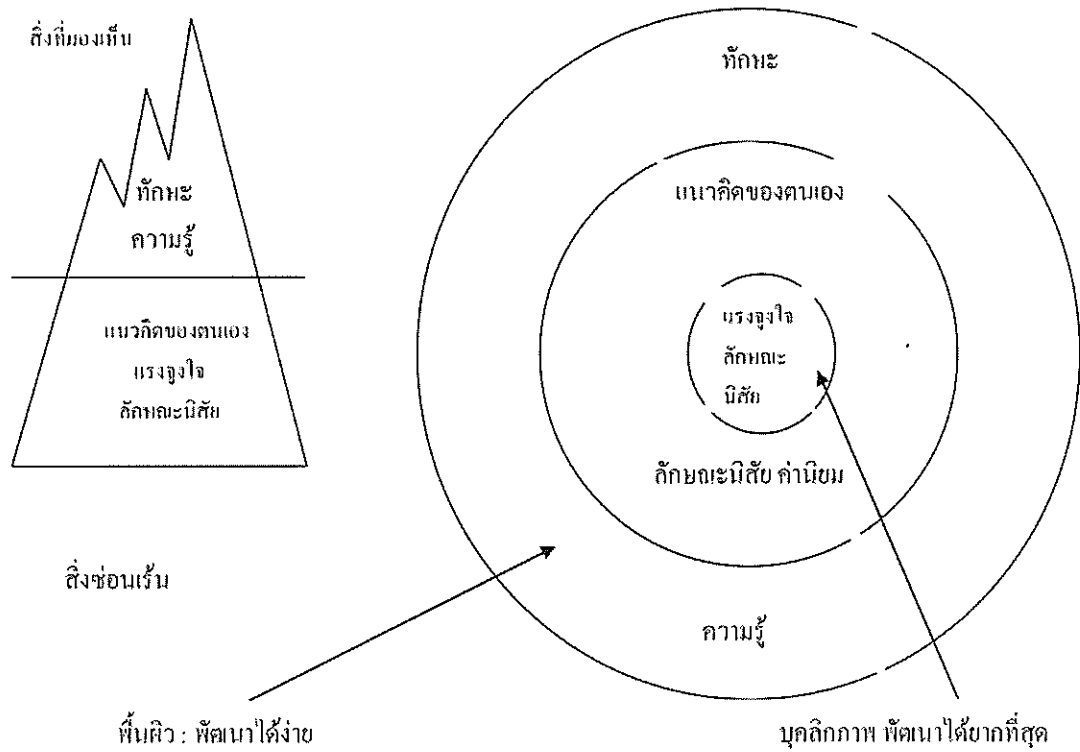 สิ่งที่มองเห็น
ทักษะ
ความรู้
แนวคิดของตนเอง
แรงจูงใจ
ลักษณะนิสัย
สิ่งซ่อนเร้น
ทักษะ
แนวคิดของตนเอง
แรงจูงใจ
ลักษณะ
นิสัย
ลักษณะนิสัย ค่านิยม
ความรู้
พื้นผิว : พัฒนาได้ง่าย
บุคลิกภาพ พัฒนาได้ยากที่สุด